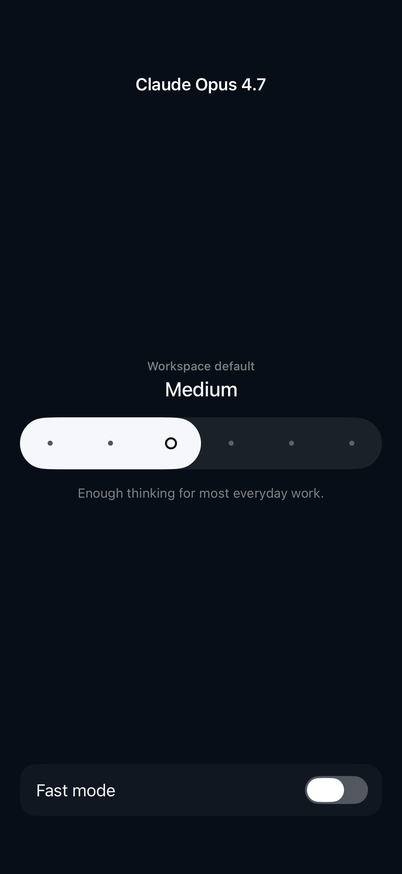 Claude Opus 4.7
Workspace default
Medium
Enough thinking for most everyday work.
Fast mode